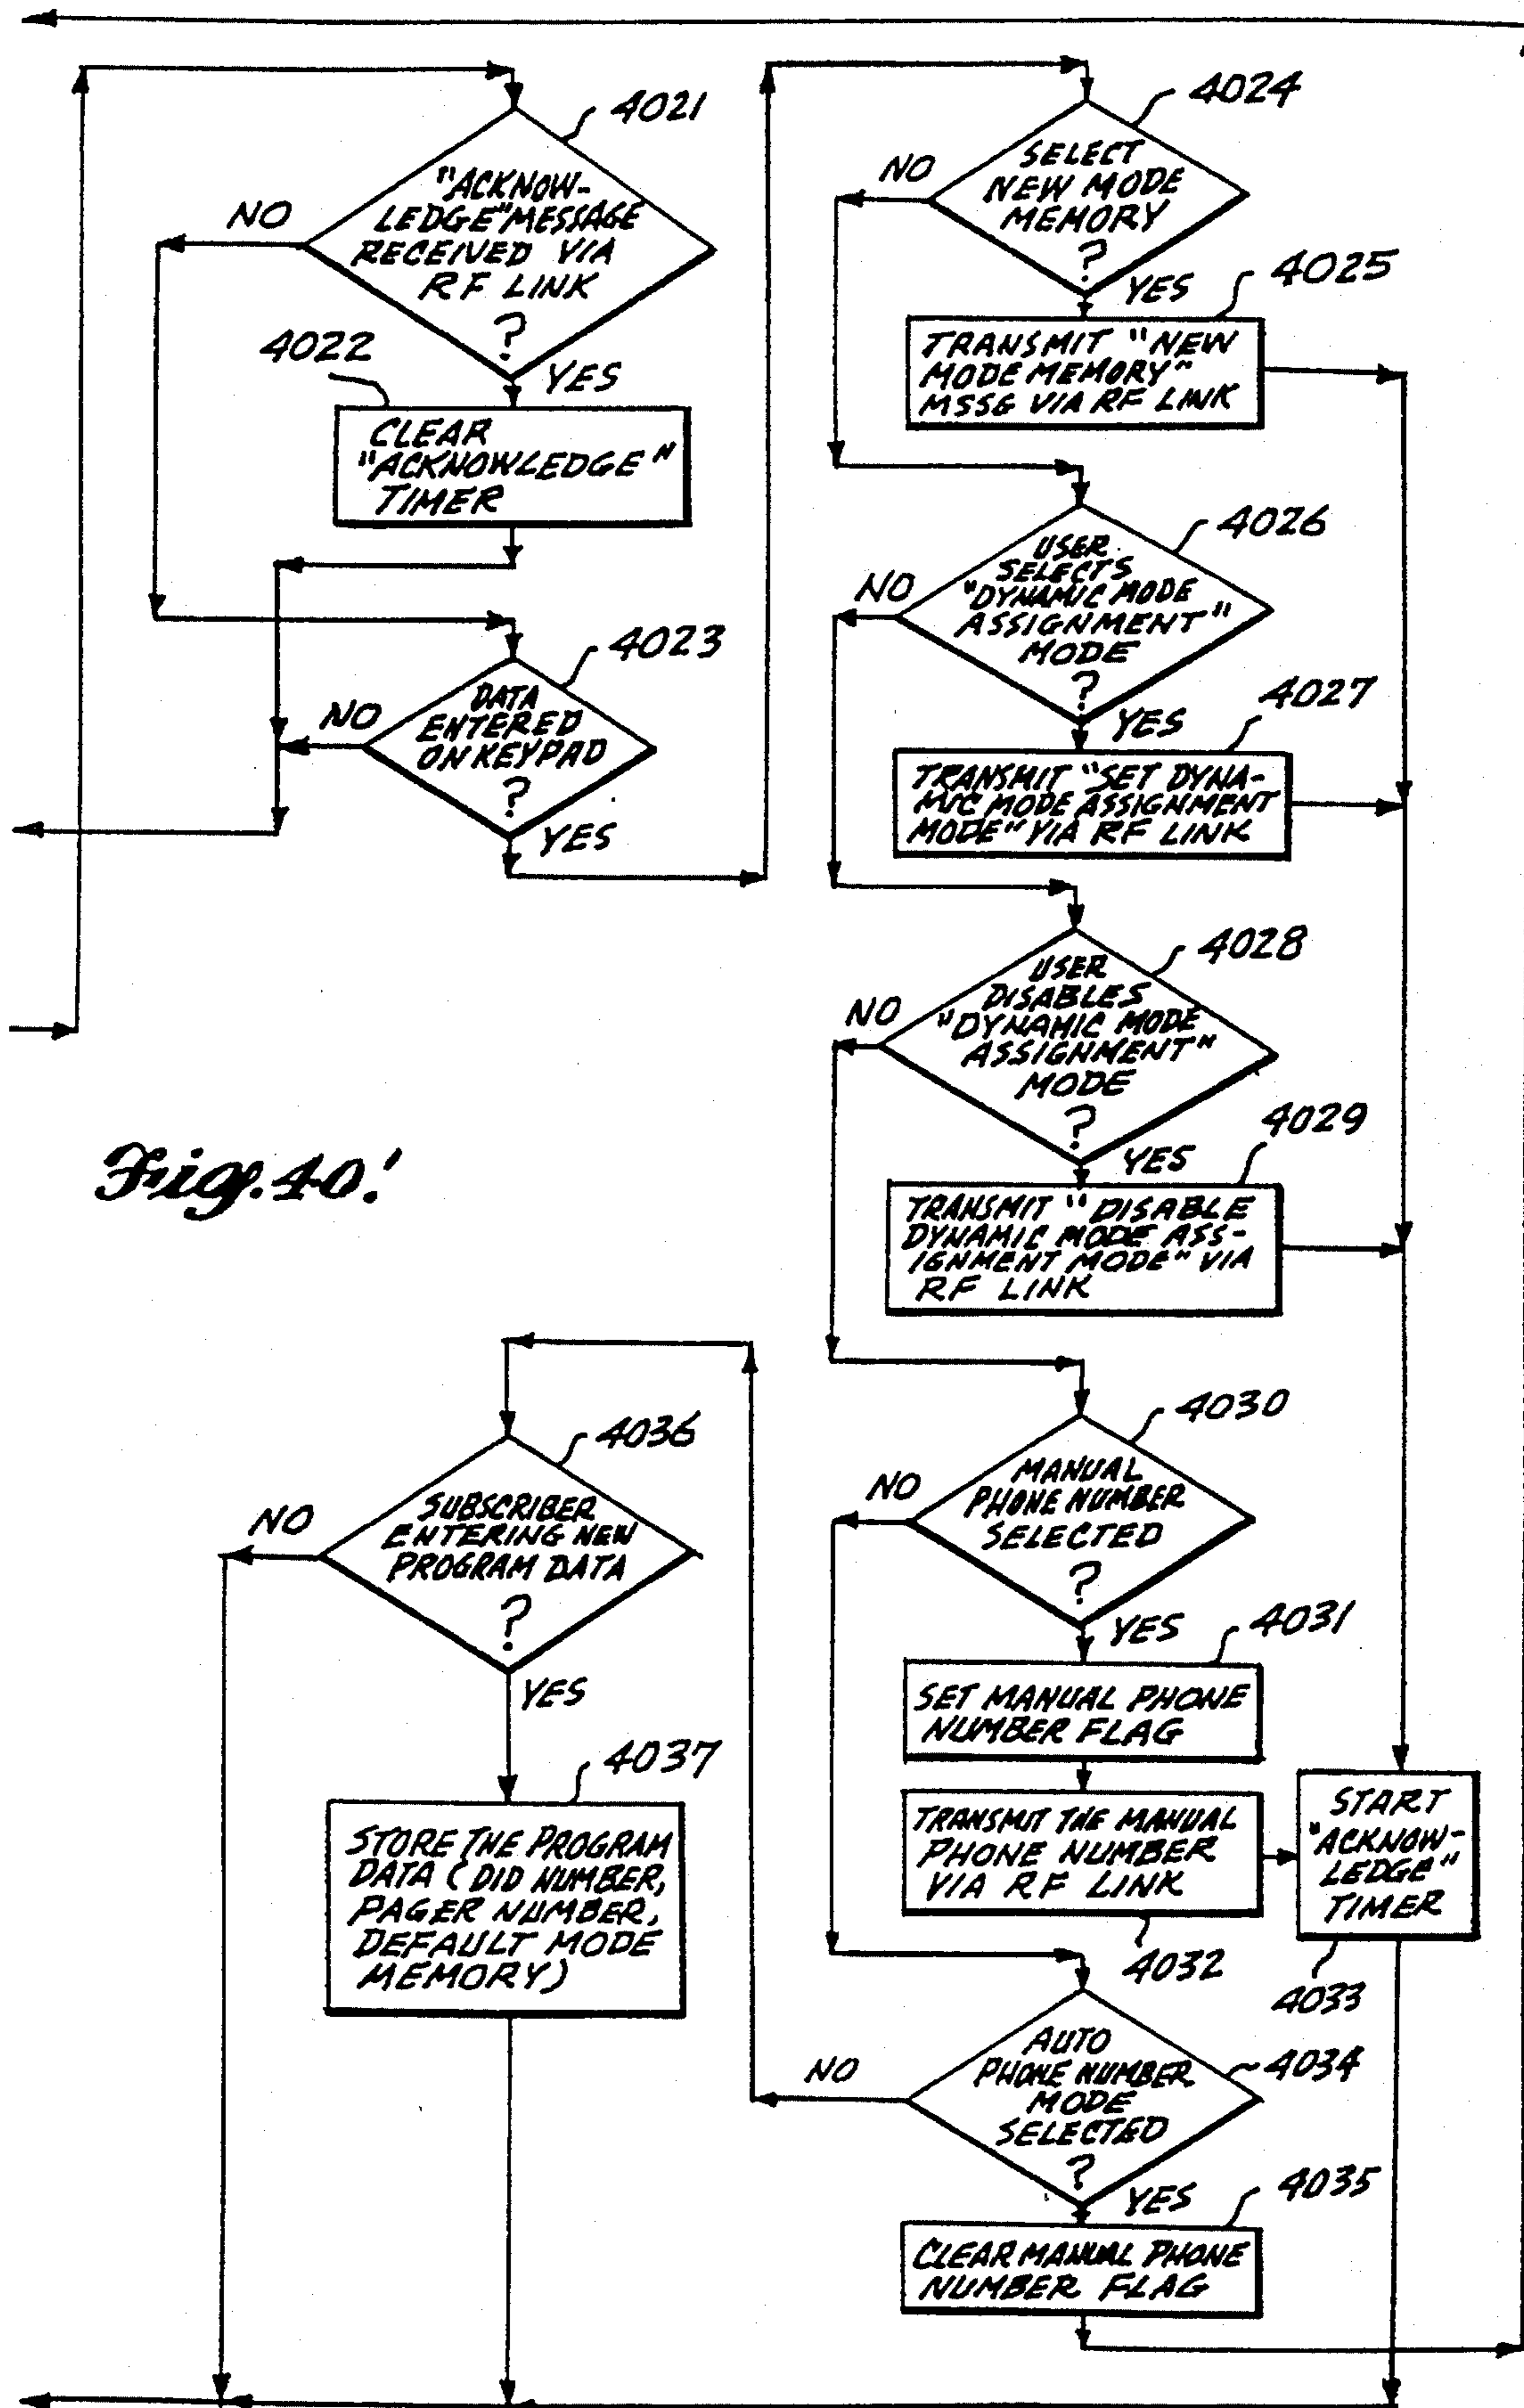 4021
"ACKNOW-
LEDGE" MESSAGE
RECEIVED VIA
RF LINK
?
NO
YES
4022
CLEAR
"ACKNOWLEDGE"
TIMER
4023
DATA
ENTERED
ON KEYPAD
?
NO
YES
4024
SELECT
NEW MODE
MEMORY
?
NO
YES
4025
TRANSMIT "NEW
MODE MEMORY"
MSSG VIA RF LINK
4026
USER
SELECTS
"DYNAMIC MODE
ASSIGNMENT"
MODE
?
NO
YES
4027
TRANSMIT "SET DYNA-
MIC MODE ASSIGNMENT
MODE" VIA RF LINK
4028
USER
DISABLES
"DYNAMIC MODE
ASSIGNMENT"
MODE
?
NO
YES
4029
TRANSMIT "DISABLE
DYNAMIC MODE ASS-
IGNMENT MODE" VIA
RF LINK
Fig. 40!
4030
MANUAL
PHONE NUMBER
SELECTED
?
NO
YES
4031
SET MANUAL PHONE
NUMBER FLAG
TRANSMIT THE MANUAL
PHONE NUMBER
VIA RF LINK
4032
START
"ACKNOW-
LEDGE"
TIMER
4033
AUTO
PHONE NUMBER
MODE
SELECTED
?
4034
NO
YES
4035
CLEAR MANUAL PHONE
NUMBER FLAG
4036
SUBSCRIBER
ENTERING NEW
PROGRAM DATA
?
NO
YES
4037
STORE THE PROGRAM
DATA (DID NUMBER,
PAGER NUMBER,
DEFAULT MODE
MEMORY)